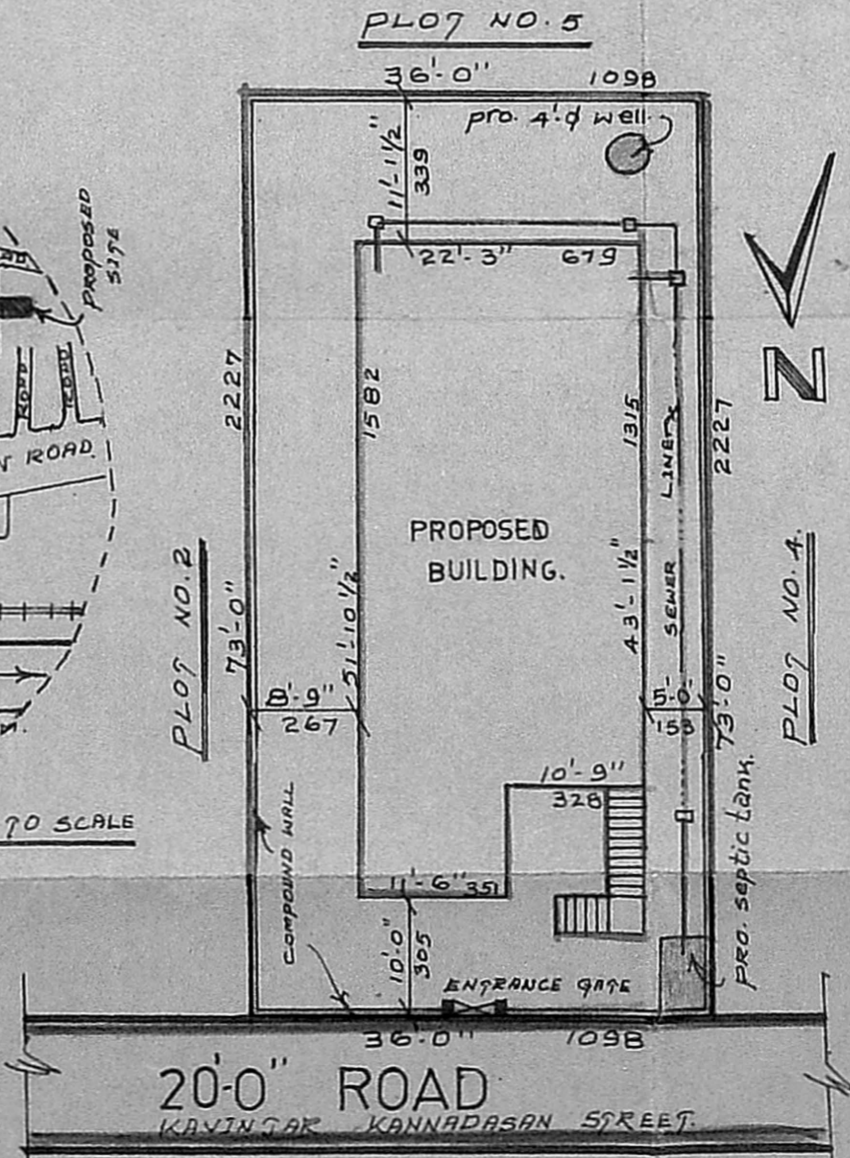 PLOT NO. 5
36'-0" 1098
pro. 4'.φ well.
11'-1½"
339
22'-3" 679
PROPOSED
SITE
ROAD
ROAD
ROAD.
2227
1582
1315
2227
N
SEWER LINE
PROPOSED
BUILDING.
PLOT NO. 2
73'-0"
51'-10½"
43'-1½"
73'-0"
PLOT NO. 4.
8'-9"
267
5'-0"
153
10'-9"
328
TO SCALE
COMPOUND WALL
11'-6" 351
10'-0"
305
pro. septic tank.
ENTRANCE GATE
36'-0" 1098
20'-0" ROAD
KAVINJAR KANNADASAN STREET.